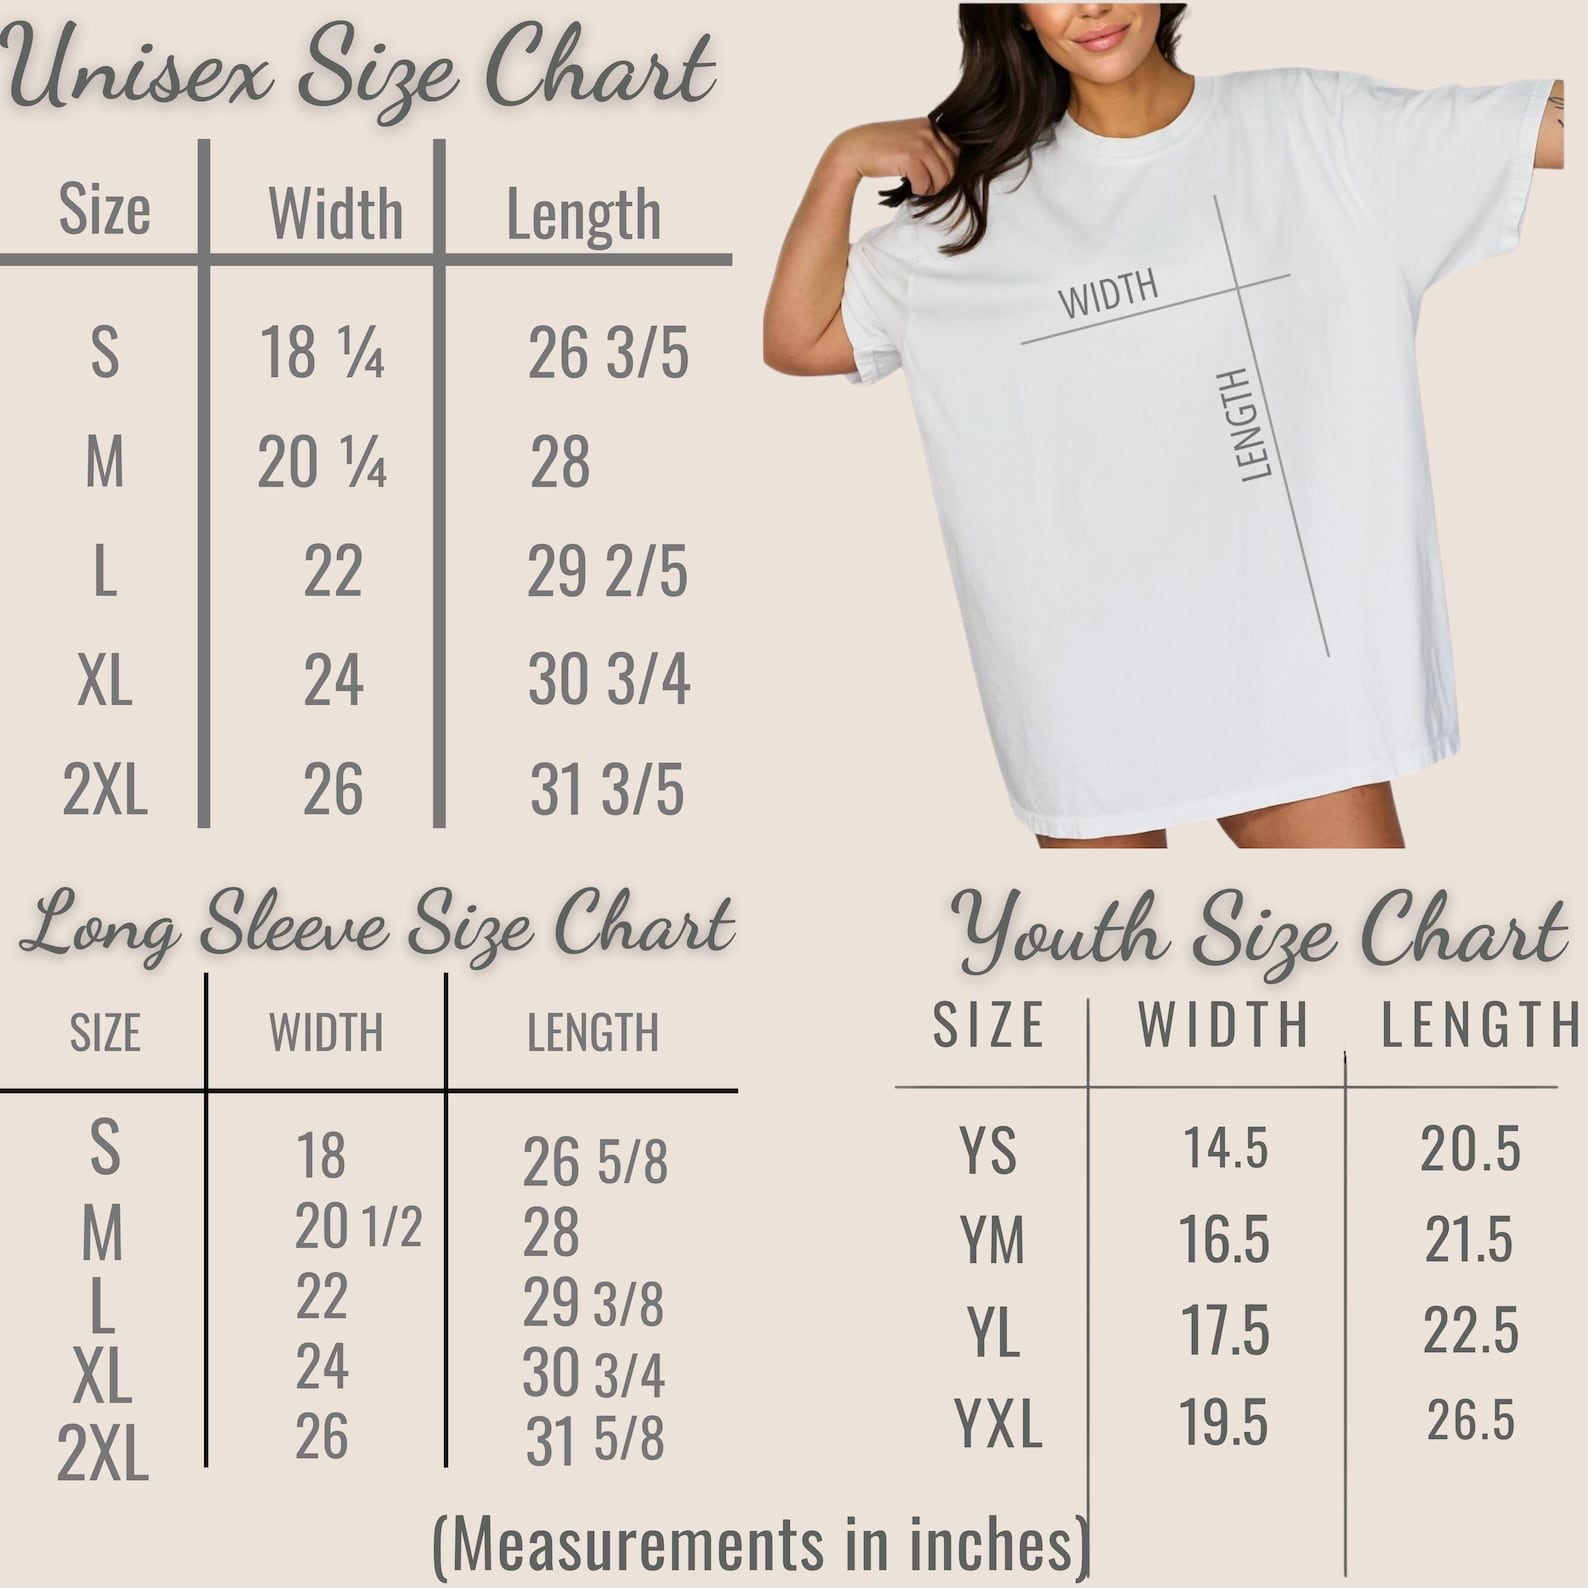 Unisex Size Chart
Size Width Length
S 18 ¼ 26 3/5
M 20 ¼ 28
L 22 29 2/5
XL 24 30 3/4
2XL 26 31 3/5
WIDTH
LENGTH
Long Sleeve Size Chart
SIZE WIDTH LENGTH
S 18 26 5/8
M 20 1/2 28
L 22 29 3/8
XL 24 30 3/4
2XL 26 31 5/8
Youth Size Chart
SIZE WIDTH LENGTH
YS 14.5 20.5
YM 16.5 21.5
YL 17.5 22.5
YXL 19.5 26.5
(Measurements in inches)